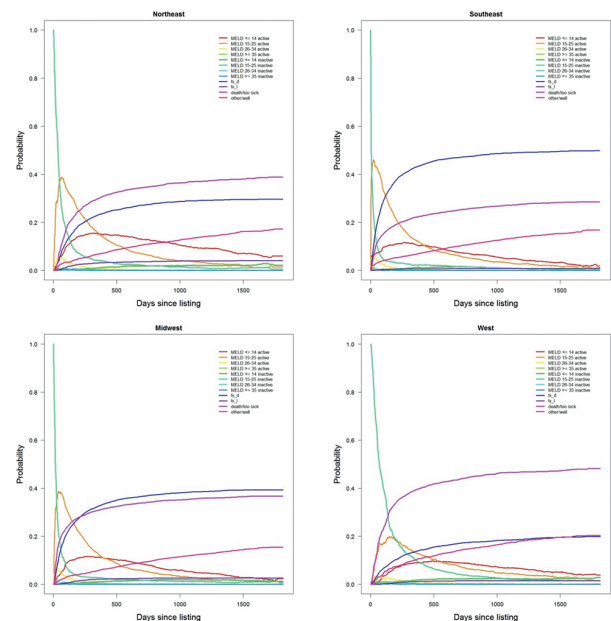 Northeast
MELD <= 14 active
MELD 15-25 active
MELD 26-34 active
MELD >= 35 active
MELD <= 14 inactive
MELD 15-25 inactive
MELD 26-34 inactive
MELD >= 35 inactive
tx_d
tx_l
death/too sick
other/well
Probability
1.0
0.8
0.6
0.4
0.2
0.0
0
500
1000
1500
Days since listing
Southeast
MELD <= 14 active
MELD 15-25 active
MELD 26-34 active
MELD >= 35 active
MELD <= 14 inactive
MELD 15-25 inactive
MELD 26-34 inactive
MELD >= 35 inactive
tx_d
tx_l
death/too sick
other/well
Probability
1.0
0.8
0.6
0.4
0.2
0.0
0
500
1000
1500
Days since listing
Midwest
MELD <= 14 active
MELD 15-25 active
MELD 26-34 active
MELD >= 35 active
MELD <= 14 inactive
MELD 15-25 inactive
MELD 26-34 inactive
MELD >= 35 inactive
tx_d
tx_l
death/too sick
other/well
Probability
1.0
0.8
0.6
0.4
0.2
0.0
0
500
1000
1500
Days since listing
West
MELD <= 14 active
MELD 15-25 active
MELD 26-34 active
MELD >= 35 active
MELD <= 14 inactive
MELD 15-25 inactive
MELD 26-34 inactive
MELD >= 35 inactive
tx_d
tx_l
death/too sick
other/well
Probability
1.0
0.8
0.6
0.4
0.2
0.0
0
500
1000
1500
Days since listing